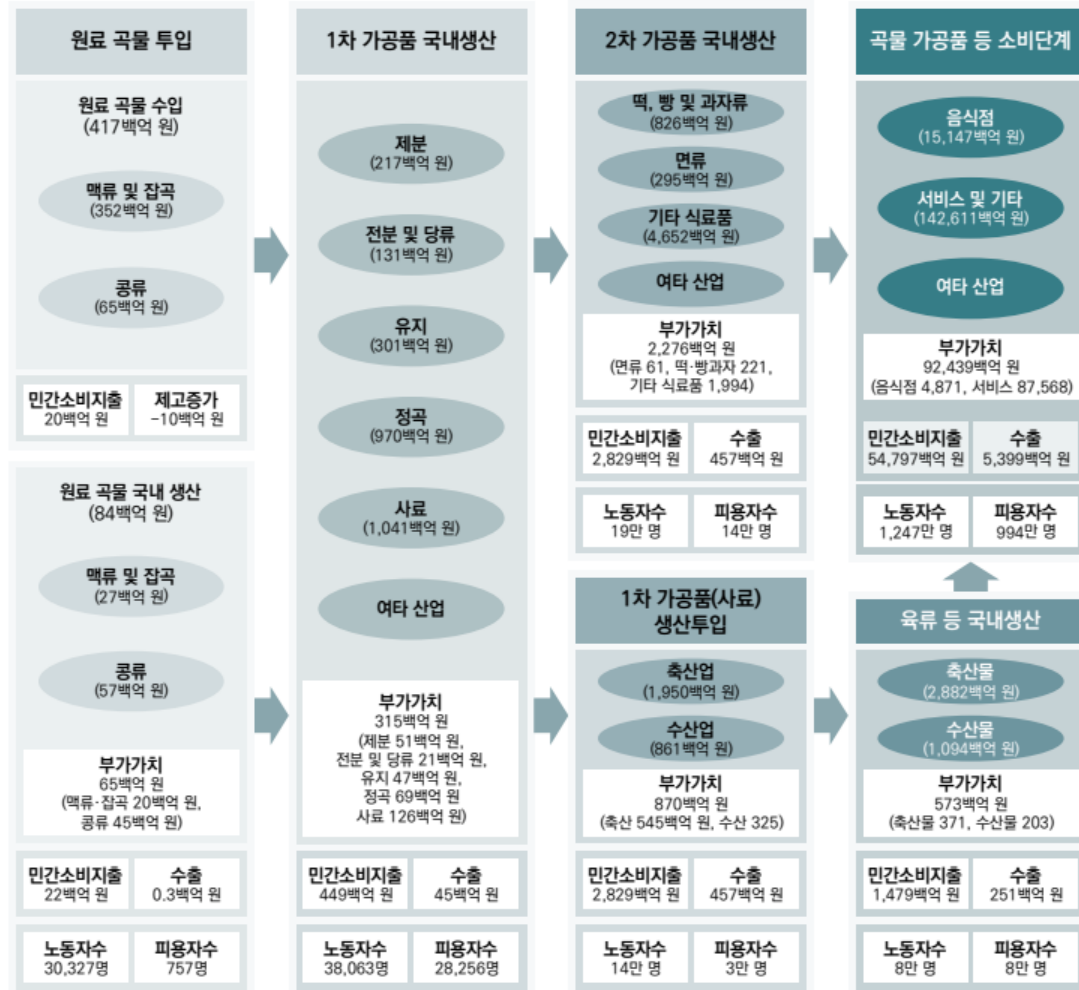 원료 곡물 투입
원료 곡물 수입
(417백억 원)
맥류 및 잡곡
(352백억 원)
콩류
(65백억 원)
민간소비지출
20백억 원
제고증가
-10백억 원
원료 곡물 국내 생산
(84백억 원)
맥류 및 잡곡
(27백억 원)
콩류
(57백억 원)
부가가치
65백억 원
(맥류·잡곡 20백억 원,
콩류 45백억 원)
민간소비지출
22백억 원
수출
0.3백억 원
노동자수
30,327명
피용자수
757명
1차 가공품 국내생산
제분
(217백억 원)
전분 및 당류
(131백억 원)
유지
(301백억 원)
정곡
(970백억 원)
사료
(1,041백억 원)
여타 산업
부가가치
315백억 원
(제분 51백억 원,
전분 및 당류 21백억 원,
유지 47백억 원,
정곡 69백억 원
사료 126백억 원)
민간소비지출
449백억 원
수출
45백억 원
노동자수
38,063명
피용자수
28,256명
2차 가공품 국내생산
떡, 빵 및 과자류
(826백억 원)
면류
(295백억 원)
기타 식료품
(4,652백억 원)
여타 산업
부가가치
2,276백억 원
(면류 61, 떡·빵과자 221,
기타 식료품 1,994)
민간소비지출
2,829백억 원
수출
457백억 원
노동자수
19만 명
피용자수
14만 명
1차 가공품(사료)
생산투입
축산업
(1,950백억 원)
수산업
(861백억 원)
부가가치
870백억 원
(축산 545백억 원, 수산 325)
민간소비지출
2,829백억 원
수출
457백억 원
노동자수
14만 명
피용자수
3만 명
곡물 가공품 등 소비단계
음식점
(15,147백억 원)
서비스 및 기타
(142,611백억 원)
여타 산업
부가가치
92,439백억 원
(음식점 4,871, 서비스 87,568)
민간소비지출
54,797백억 원
수출
5,399백억 원
노동자수
1,247만 명
피용자수
994만 명
육류 등 국내생산
축산물
(2,882백억 원)
수산물
(1,094백억 원)
부가가치
573백억 원
(축산물 371, 수산물 203)
민간소비지출
1,479백억 원
수출
251백억 원
노동자수
8만 명
피용자수
8만 명